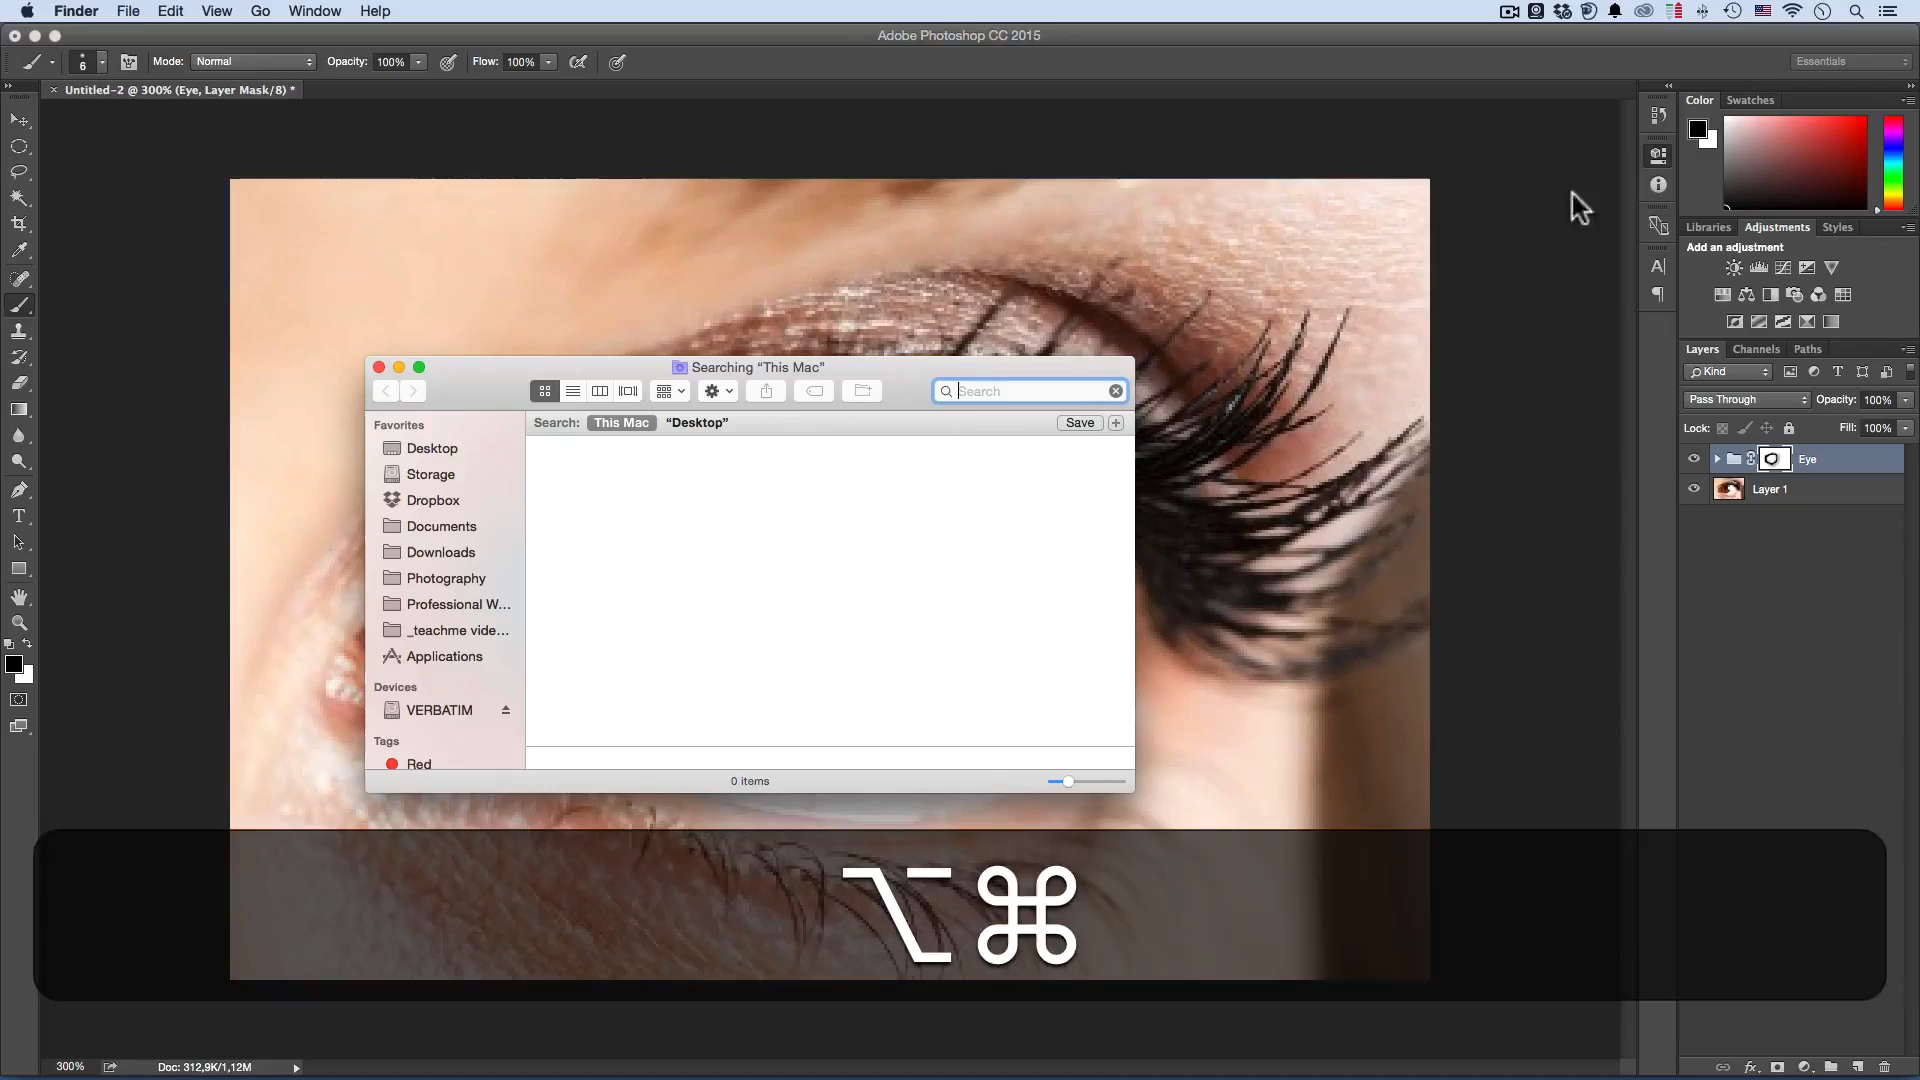 Finder File Edit View Go Window Help
Adobe Photoshop CC 2015
6 Mode: Normal Opacity: 100% Flow: 100% Essentials
× Untitled-2 @ 300% (Eye, Layer Mask/8) *
Color Swatches
Libraries Adjustments Styles
Add an adjustment
Layers Channels Paths
Kind
Pass Through Opacity: 100%
Lock: Fill: 100%
Eye
Layer 1
Searching “This Mac”
Search
Search: This Mac “Desktop” Save +
Favorites
Desktop
Storage
Dropbox
Documents
Downloads
Photography
Professional W...
_teachme vide...
Applications
Devices
VERBATIM
Tags
Red
0 items
⌥⌘
300% Doc: 312,9K/1,12M